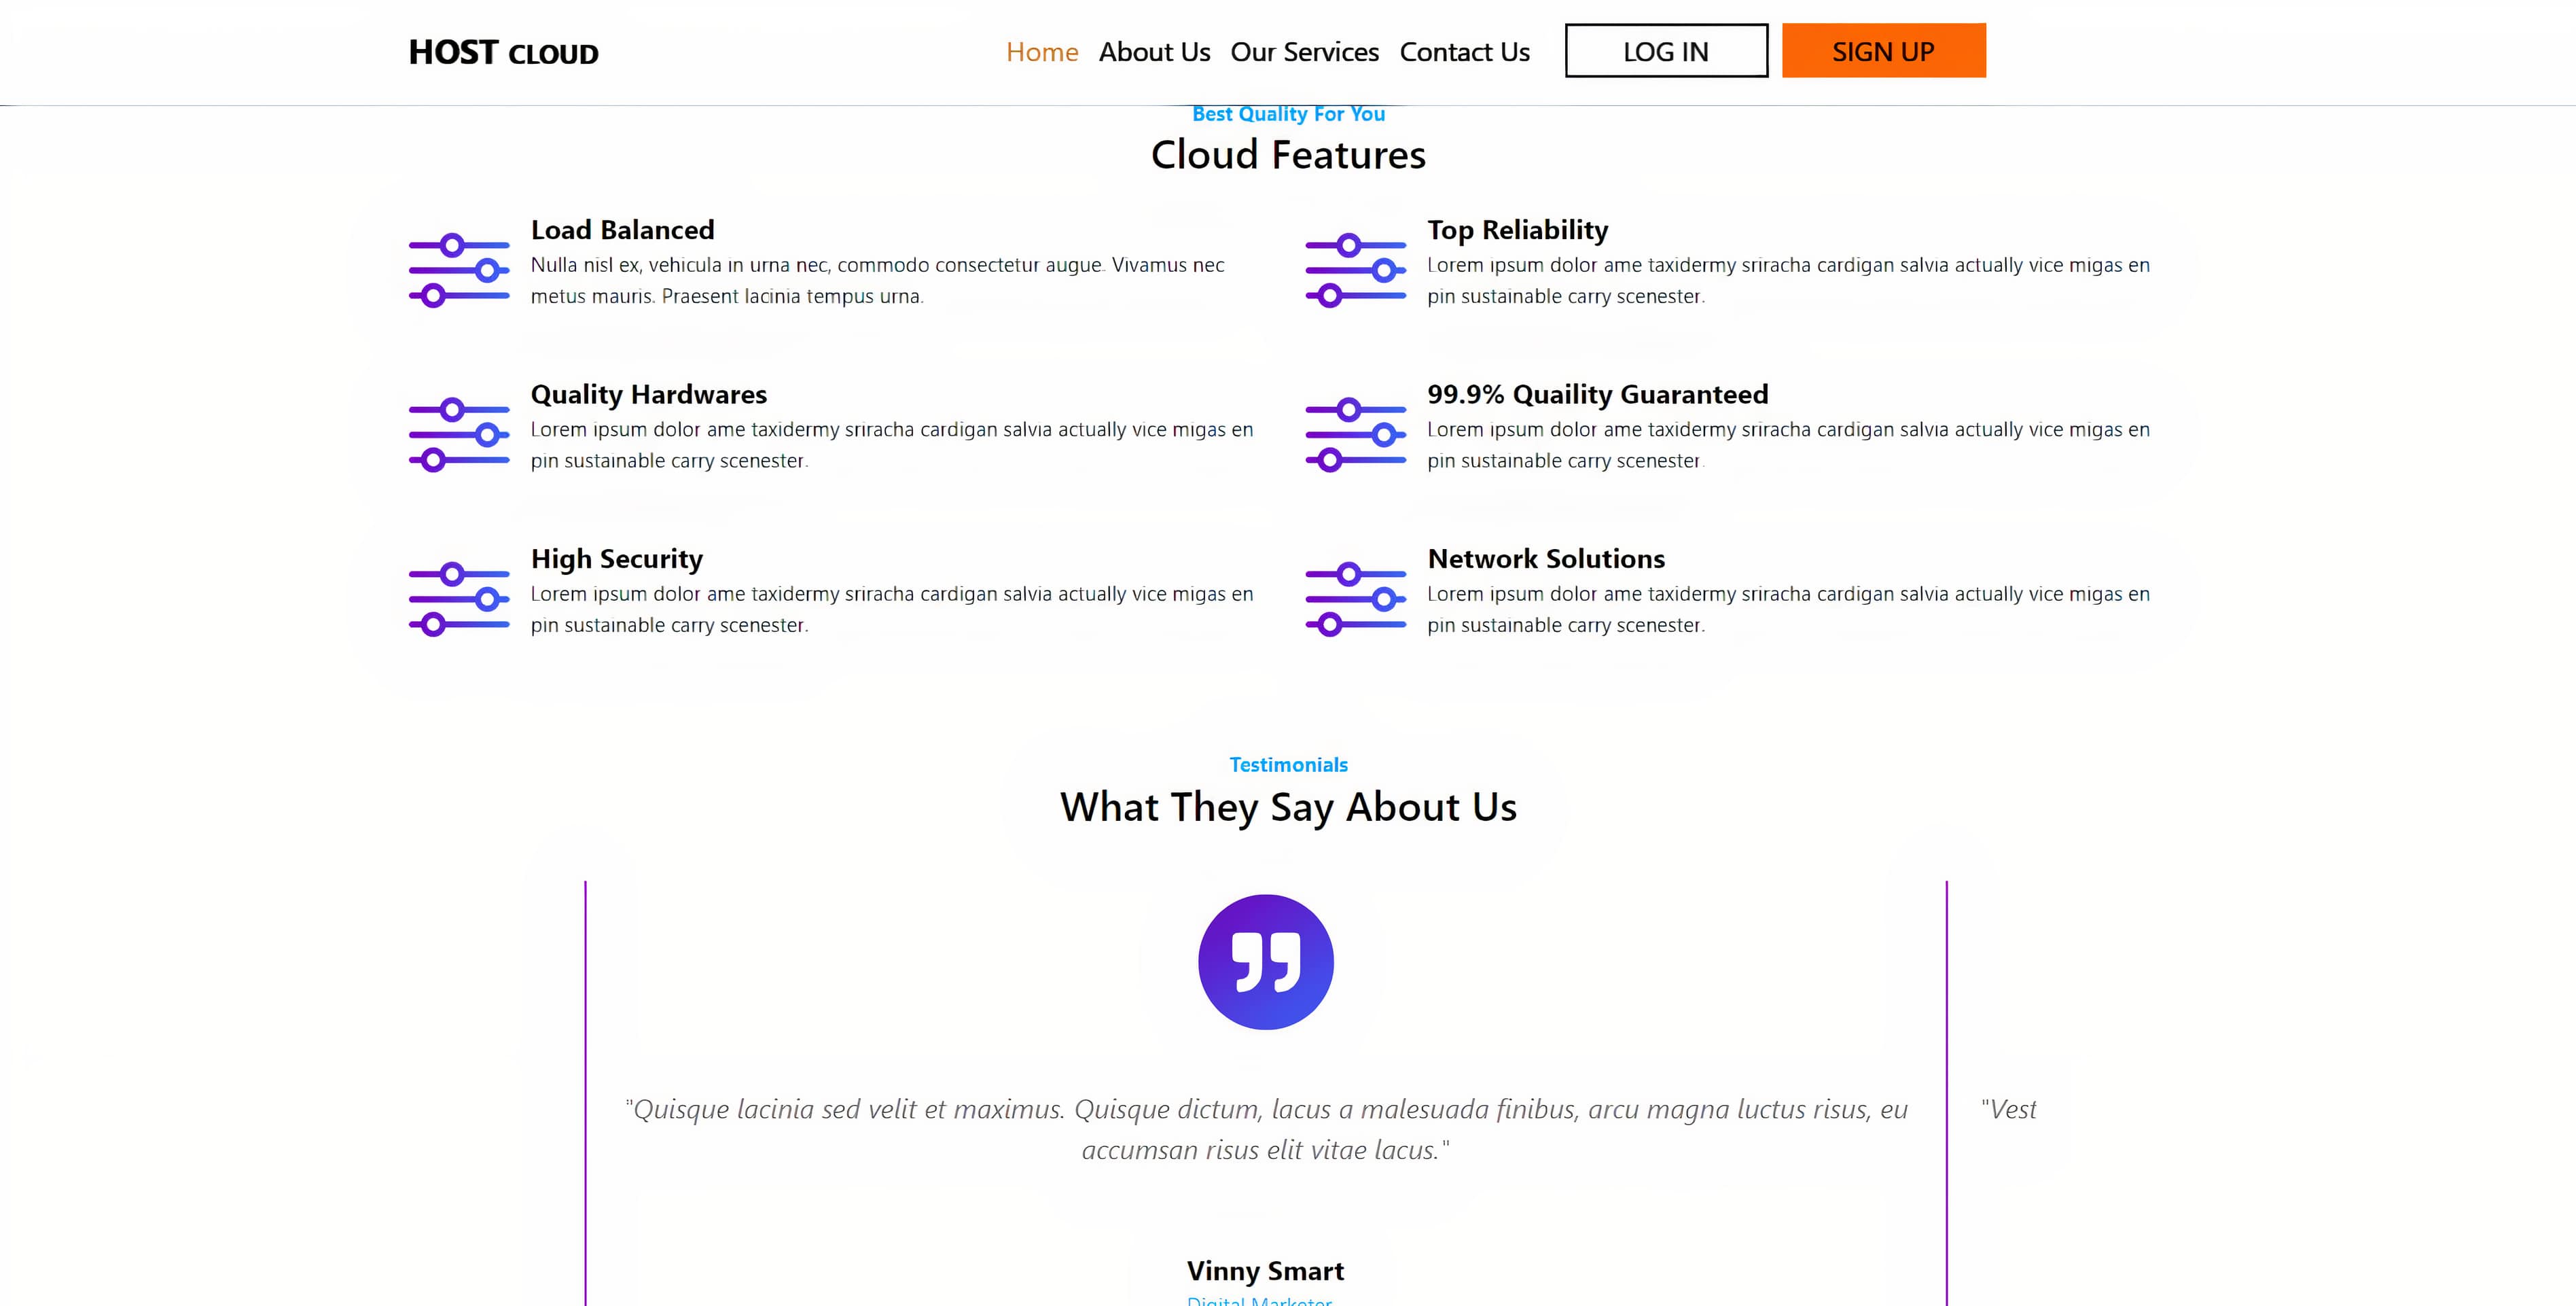 HOST CLOUD
Home About Us Our Services Contact Us LOG IN SIGN UP
Best Quality For You
Cloud Features
Load Balanced
Nulla nisl ex, vehicula in urna nec, commodo consectetur augue. Vivamus nec
metus mauris. Praesent lacinia tempus urna.
Top Reliability
Lorem ipsum dolor ame taxidermy sriracha cardigan salvia actually vice migas en
pin sustainable carry scenester.
Quality Hardwares
Lorem ipsum dolor ame taxidermy sriracha cardigan salvia actually vice migas en
pin sustainable carry scenester.
99.9% Quaility Guaranteed
Lorem ipsum dolor ame taxidermy sriracha cardigan salvia actually vice migas en
pin sustainable carry scenester.
High Security
Lorem ipsum dolor ame taxidermy sriracha cardigan salvia actually vice migas en
pin sustainable carry scenester.
Network Solutions
Lorem ipsum dolor ame taxidermy sriracha cardigan salvia actually vice migas en
pin sustainable carry scenester.
Testimonials
What They Say About Us
"Quisque lacinia sed velit et maximus. Quisque dictum, lacus a malesuada finibus, arcu magna luctus risus, eu
accumsan risus elit vitae lacus."
"Vest
Vinny Smart
Digital Marketer